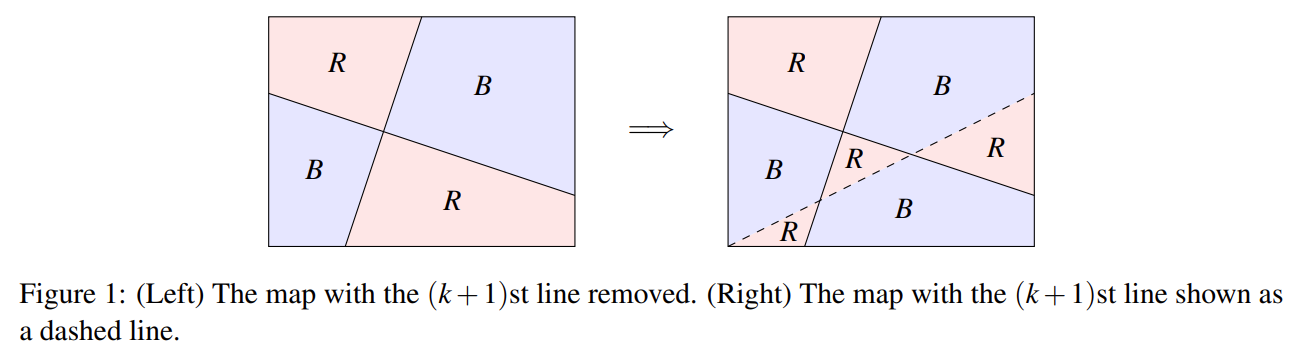 R
B
B
R
⟹
R
B
B
R
R
B
R
Figure 1: (Left) The map with the (k+1)st line removed. (Right) The map with the (k+1)st line shown as
a dashed line.